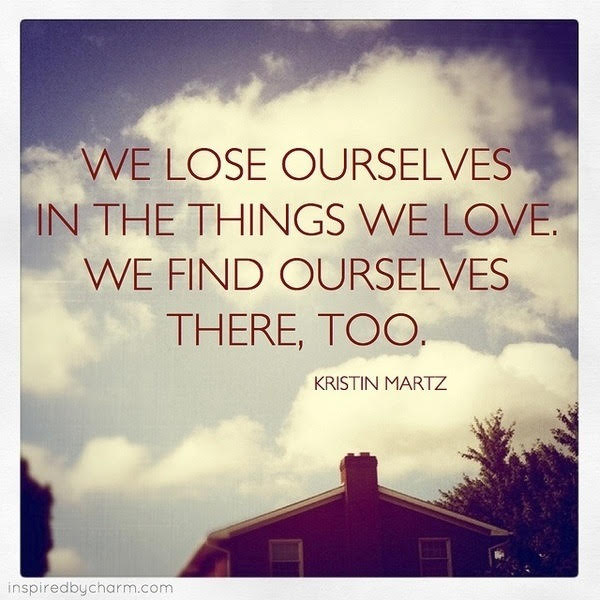 WE LOSE OURSELVES
IN THE THINGS WE LOVE.
WE FIND OURSELVES
THERE, TOO.
KRISTIN MARTZ
inspiredbycharm.com